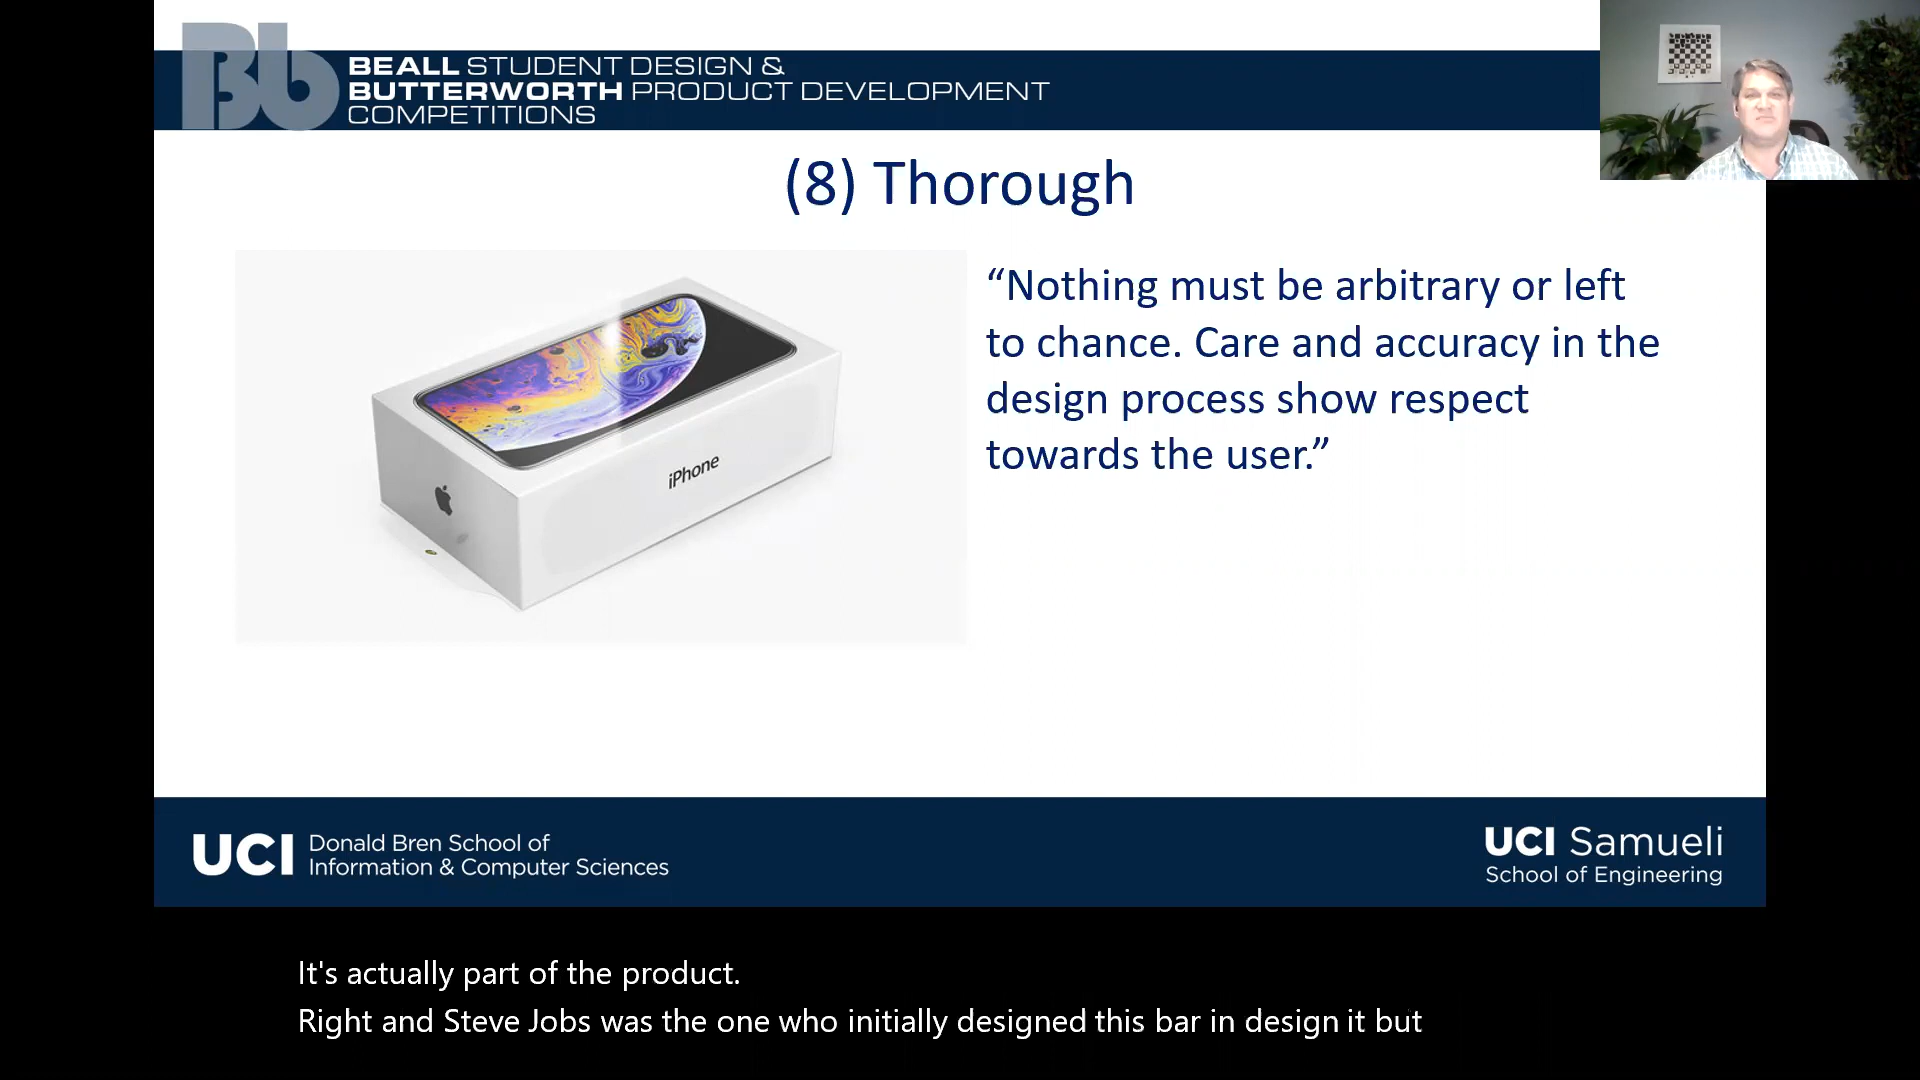 Bb
BEALL STUDENT DESIGN &
BUTTERWORTH PRODUCT DEVELOPMENT
COMPETITIONS
(8) Thorough
“Nothing must be arbitrary or left
to chance. Care and accuracy in the
design process show respect
towards the user.”
iPhone
UCI Donald Bren School of
Information & Computer Sciences
UCI Samueli
School of Engineering
It's actually part of the product.
Right and Steve Jobs was the one who initially designed this bar in design it but